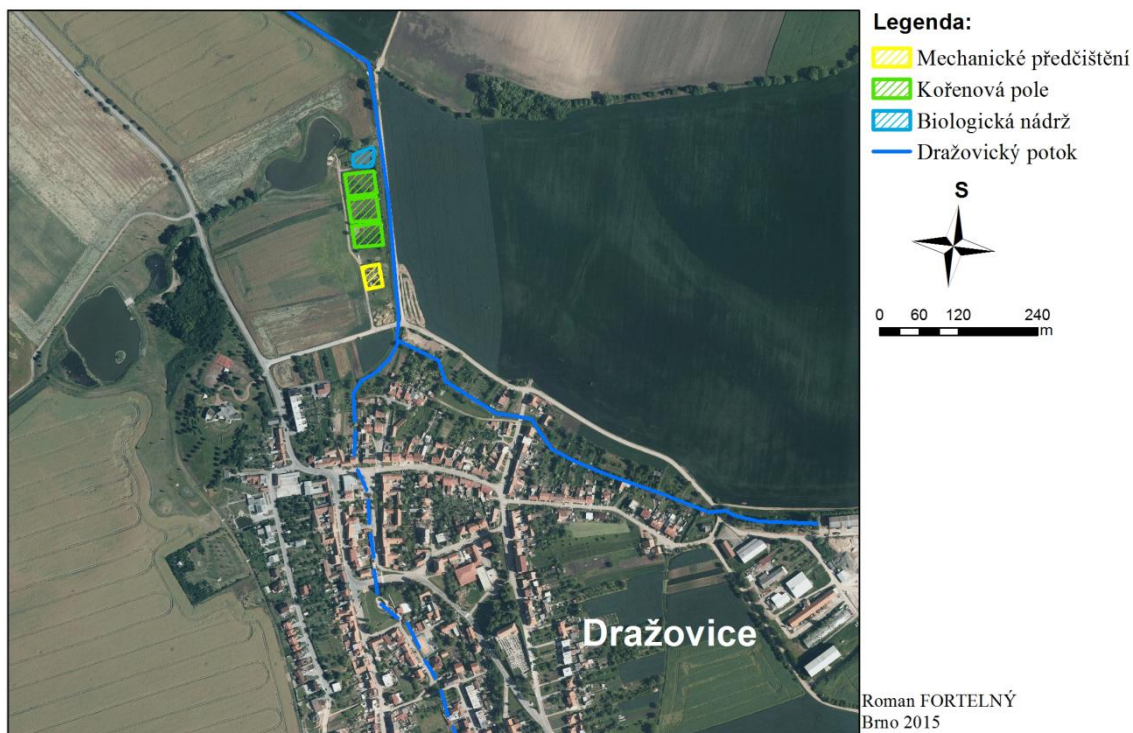 Legenda:
Mechanické předčištění
Kořenová pole
Biologická nádrž
Dražovický potok
S
0 60 120 240
m
Dražovice
Roman FORTELNÝ
Brno 2015